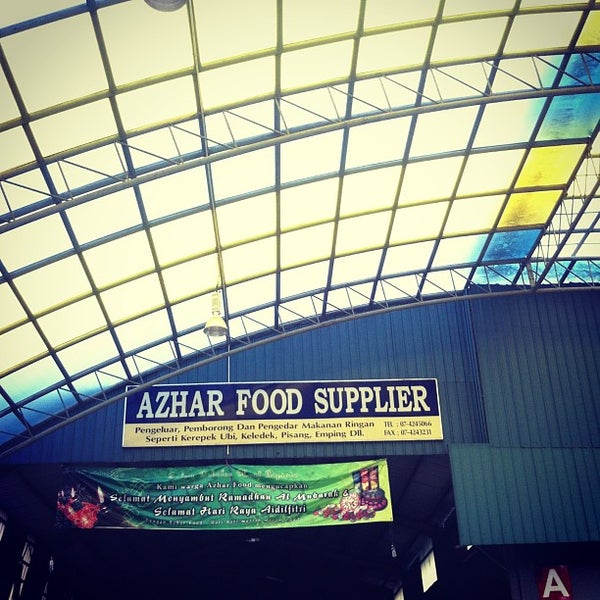 AZHAR FOOD SUPPLIER
Pengeluar, Pemborong Dan Pengedar Makanan Ringan
Seperti Kerepek Ubi, Keledek, Pisang, Emping Dll.
TEL : 07-4245066
FAX : 07-4243231
Kami warga Azhar Food mengucapkan
Selamat Menyambut Ramadhan Al Mubarak &
Selamat Hari Raya Aidilfitri
A